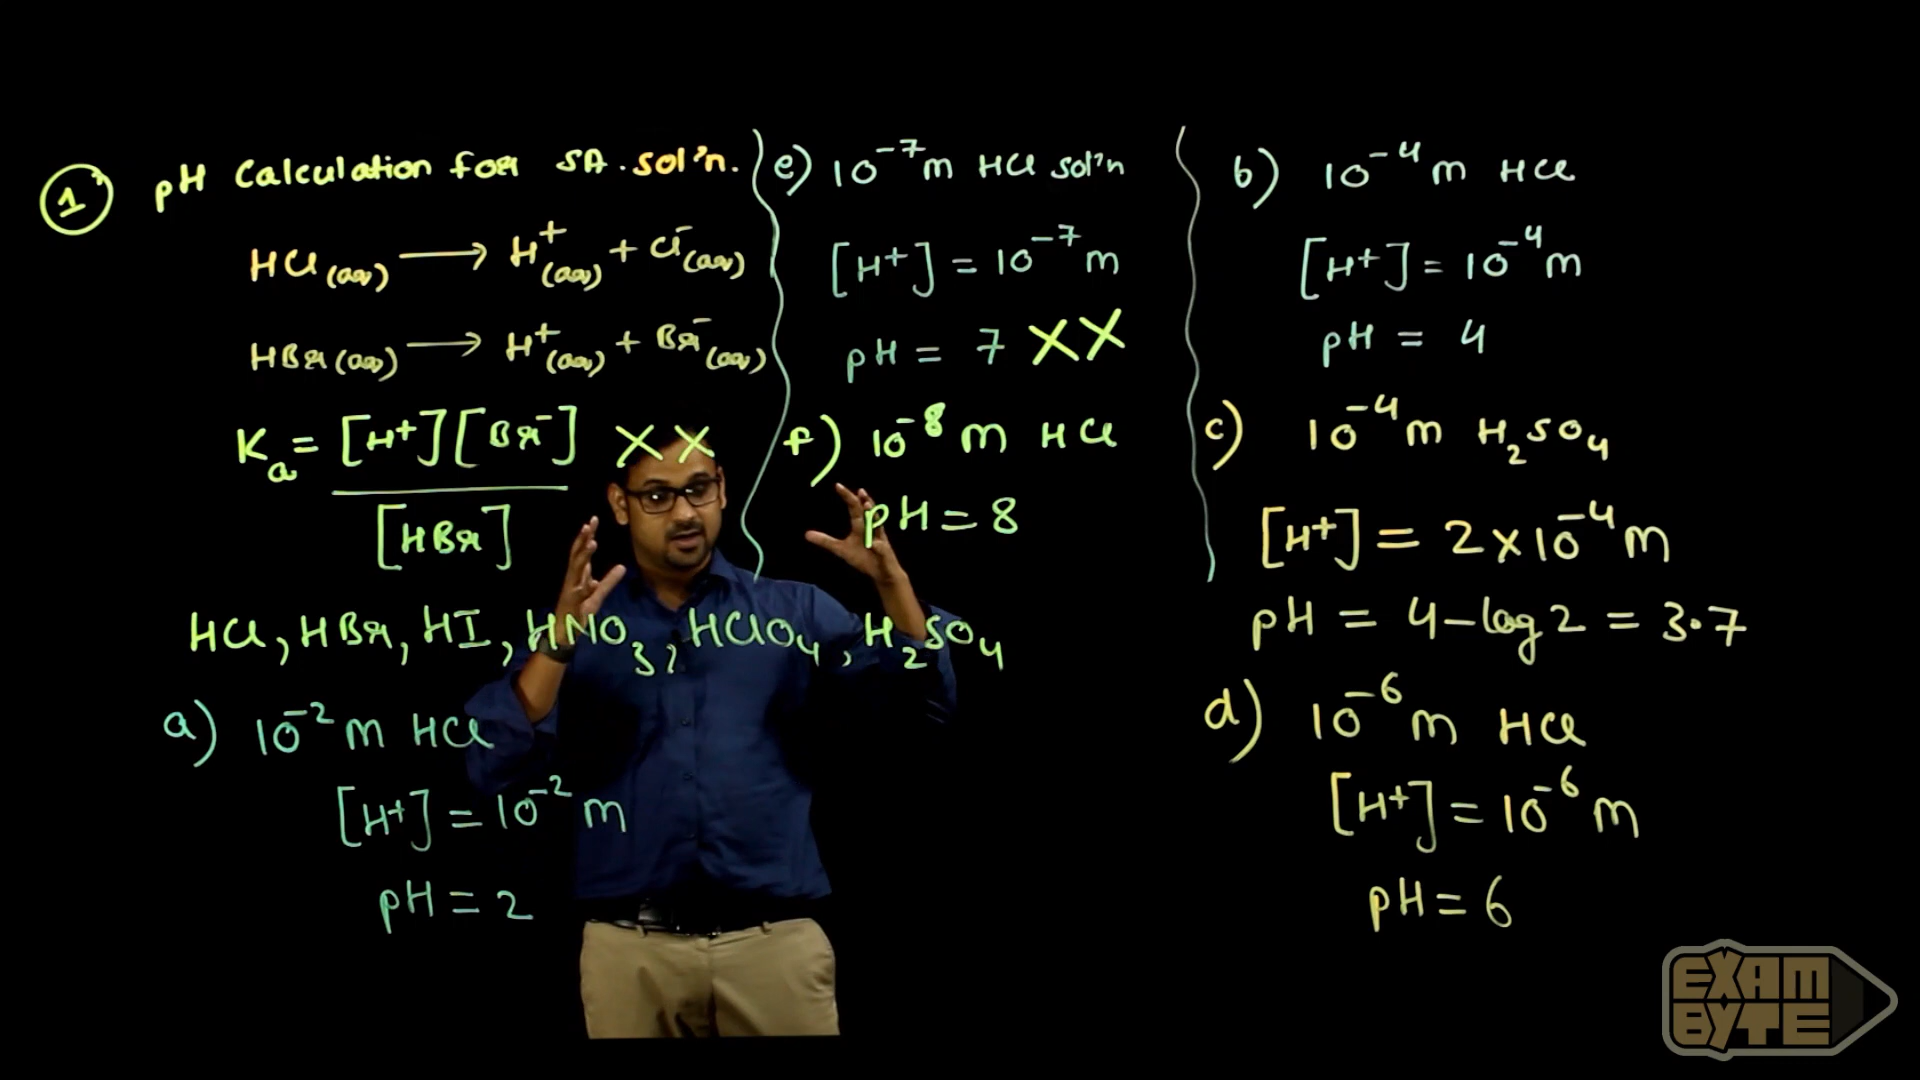 1 pH Calculation for SA. sol'n.
HCl(aq) ⟶ H⁺(aq) + Cl⁻(aq)
HBr(aq) ⟶ H⁺(aq) + Br⁻(aq)
Ka = [H⁺][Br⁻] XX
[HBr]
HCl, HBr, HI, HNO₃, HClO₄, H₂SO₄
a) 10⁻² m HCl
[H⁺] = 10⁻² m
pH = 2
e) 10⁻⁷ m HCl sol'n
[H⁺] = 10⁻⁷ m
pH = 7 XX
f) 10⁻⁸ m HCl
pH = 8
b) 10⁻⁴ m HCl
[H⁺] = 10⁻⁴ m
pH = 4
c) 10⁻⁴ m H₂SO₄
[H⁺] = 2 × 10⁻⁴ m
pH = 4 – log 2 = 3.7
d) 10⁻⁶ m HCl
[H⁺] = 10⁻⁶ m
pH = 6
EXAM
BYTE